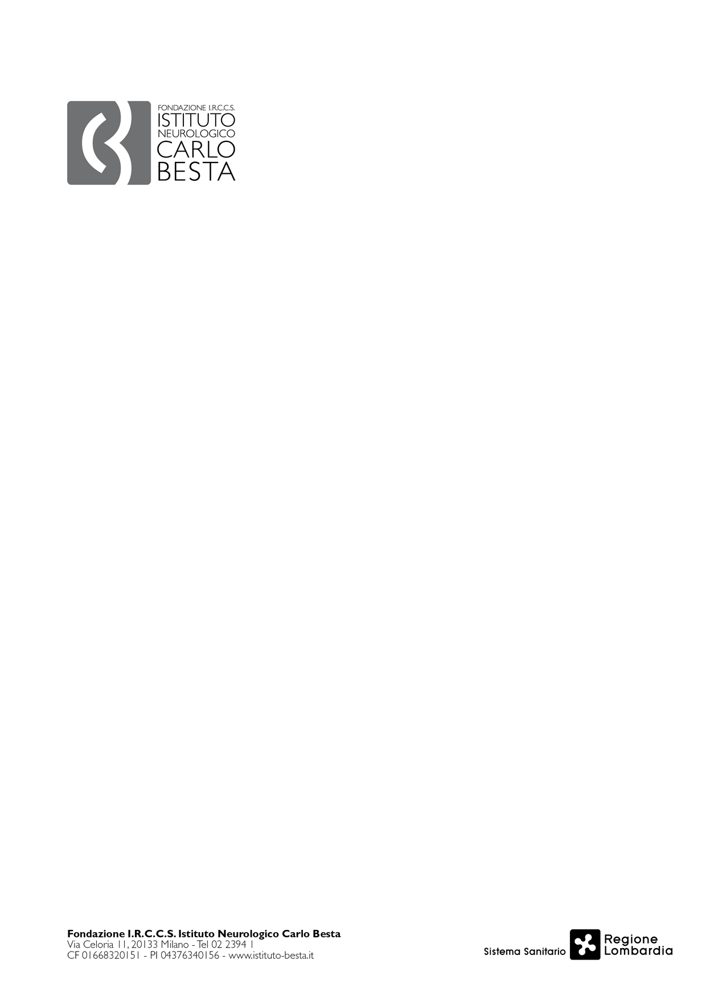 FONDAZIONE I.R.C.C.S.
ISTITUTO
NEUROLOGICO
CARLO
BESTA
Fondazione I.R.C.C.S. Istituto Neurologico Carlo Besta
Via Celoria 11, 20133 Milano - Tel 02 2394 1
CF 01668320151 - PI 04376340156 - www.istituto-besta.it
Sistema Sanitario
Regione
Lombardia